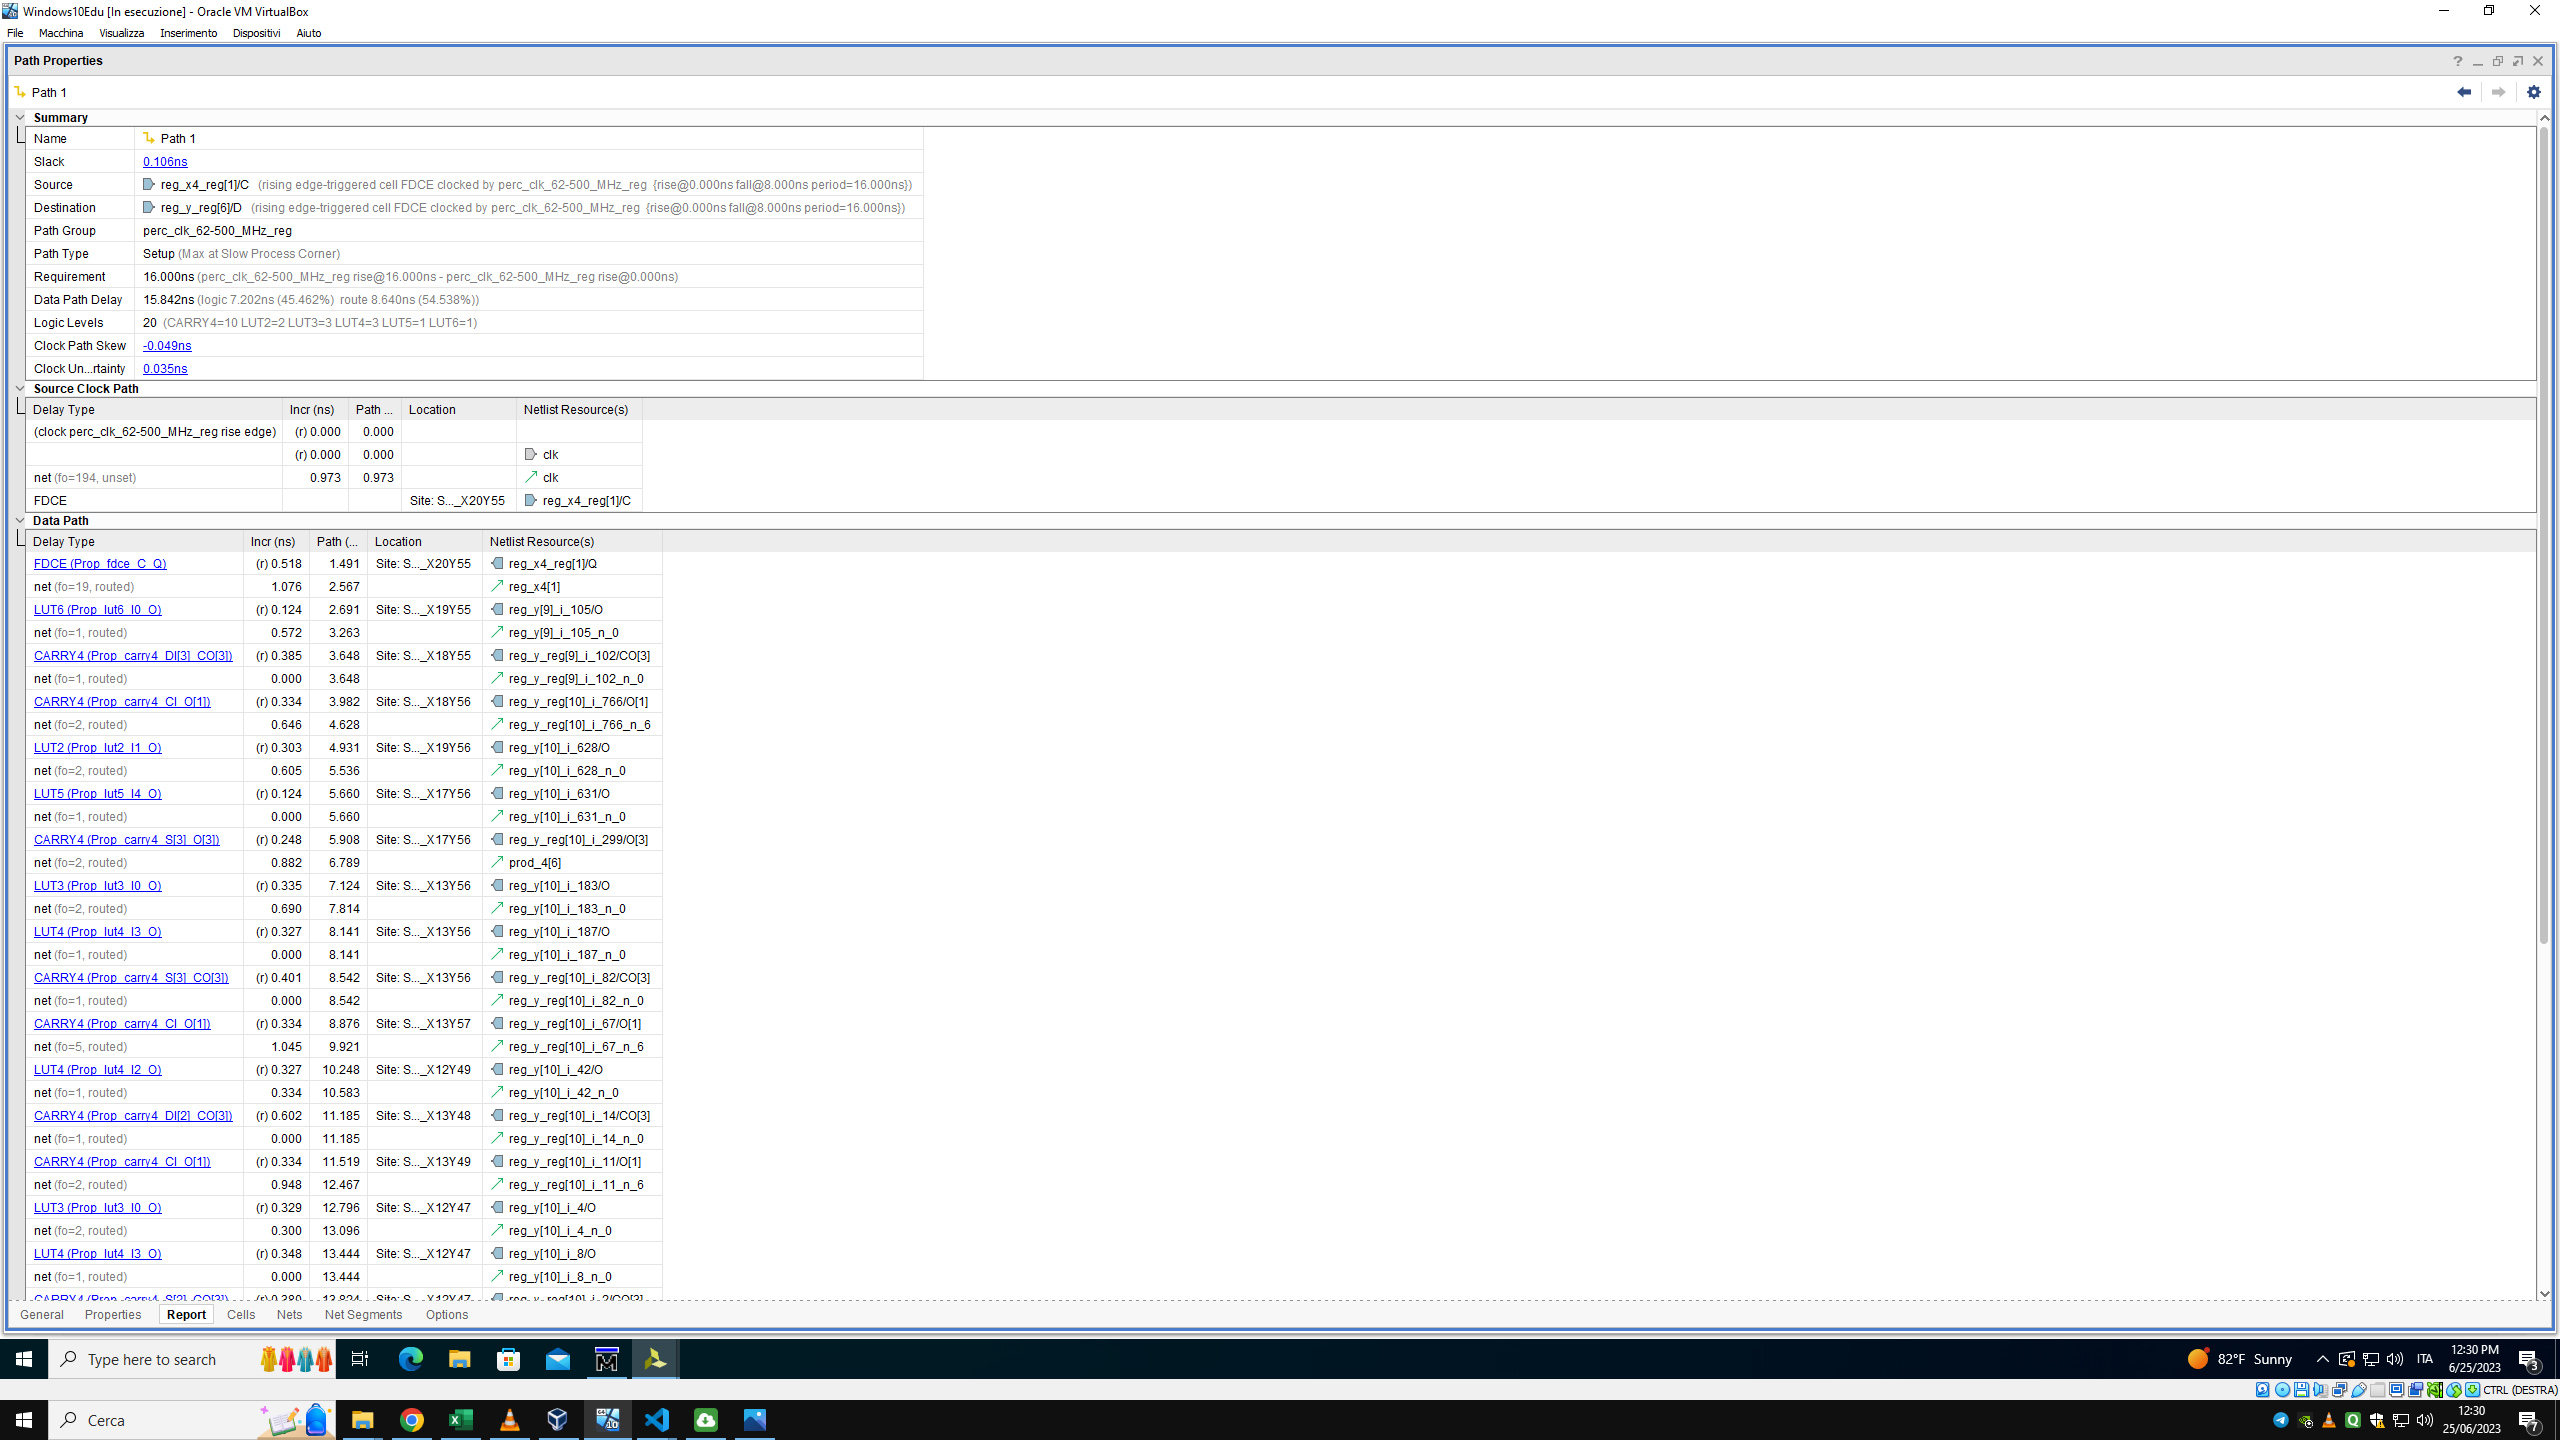 Windows10Edu [In esecuzione] - Oracle VM VirtualBox
File Macchina Visualizza Inserimento Dispositivi Aiuto
Path Properties
Path 1
Summary
Name Path 1
Slack 0.106ns
Source reg_x4_reg[1]/C (rising edge-triggered cell FDCE clocked by perc_clk_62-500_MHz_reg {rise@0.000ns fall@8.000ns period=16.000ns})
Destination reg_y_reg[6]/D (rising edge-triggered cell FDCE clocked by perc_clk_62-500_MHz_reg {rise@0.000ns fall@8.000ns period=16.000ns})
Path Group perc_clk_62-500_MHz_reg
Path Type Setup (Max at Slow Process Corner)
Requirement 16.000ns (perc_clk_62-500_MHz_reg rise@16.000ns - perc_clk_62-500_MHz_reg rise@0.000ns)
Data Path Delay 15.842ns (logic 7.202ns (45.462%) route 8.640ns (54.538%))
Logic Levels 20 (CARRY4=10 LUT2=2 LUT3=3 LUT4=3 LUT5=1 LUT6=1)
Clock Path Skew -0.049ns
Clock Un...rtainty 0.035ns
Source Clock Path
Delay Type Incr (ns) Path ... Location Netlist Resource(s)
(clock perc_clk_62-500_MHz_reg rise edge) (r) 0.000 0.000
(r) 0.000 0.000 clk
net (fo=194, unset) 0.973 0.973 clk
FDCE Site: S..._X20Y55 reg_x4_reg[1]/C
Data Path
Delay Type Incr (ns) Path (... Location Netlist Resource(s)
FDCE (Prop_fdce_C_Q) (r) 0.518 1.491 Site: S..._X20Y55 reg_x4_reg[1]/Q
net (fo=19, routed) 1.076 2.567 reg_x4[1]
LUT6 (Prop_lut6_I0_O) (r) 0.124 2.691 Site: S..._X19Y55 reg_y[9]_i_105/O
net (fo=1, routed) 0.572 3.263 reg_y[9]_i_105_n_0
CARRY4 (Prop_carry4_DI[3]_CO[3]) (r) 0.385 3.648 Site: S..._X18Y55 reg_y_reg[9]_i_102/CO[3]
net (fo=1, routed) 0.000 3.648 reg_y_reg[9]_i_102_n_0
CARRY4 (Prop_carry4_CI_O[1]) (r) 0.334 3.982 Site: S..._X18Y56 reg_y_reg[10]_i_766/O[1]
net (fo=2, routed) 0.646 4.628 reg_y_reg[10]_i_766_n_6
LUT2 (Prop_lut2_I1_O) (r) 0.303 4.931 Site: S..._X19Y56 reg_y[10]_i_628/O
net (fo=2, routed) 0.605 5.536 reg_y[10]_i_628_n_0
LUT5 (Prop_lut5_I4_O) (r) 0.124 5.660 Site: S..._X17Y56 reg_y[10]_i_631/O
net (fo=1, routed) 0.000 5.660 reg_y[10]_i_631_n_0
CARRY4 (Prop_carry4_S[3]_O[3]) (r) 0.248 5.908 Site: S..._X17Y56 reg_y_reg[10]_i_299/O[3]
net (fo=2, routed) 0.882 6.789 prod_4[6]
LUT3 (Prop_lut3_I0_O) (r) 0.335 7.124 Site: S..._X13Y56 reg_y[10]_i_183/O
net (fo=2, routed) 0.690 7.814 reg_y[10]_i_183_n_0
LUT4 (Prop_lut4_I3_O) (r) 0.327 8.141 Site: S..._X13Y56 reg_y[10]_i_187/O
net (fo=1, routed) 0.000 8.141 reg_y[10]_i_187_n_0
CARRY4 (Prop_carry4_S[3]_CO[3]) (r) 0.401 8.542 Site: S..._X13Y56 reg_y_reg[10]_i_82/CO[3]
net (fo=1, routed) 0.000 8.542 reg_y_reg[10]_i_82_n_0
CARRY4 (Prop_carry4_CI_O[1]) (r) 0.334 8.876 Site: S..._X13Y57 reg_y_reg[10]_i_67/O[1]
net (fo=5, routed) 1.045 9.921 reg_y_reg[10]_i_67_n_6
LUT4 (Prop_lut4_I2_O) (r) 0.327 10.248 Site: S..._X12Y49 reg_y[10]_i_42/O
net (fo=1, routed) 0.334 10.583 reg_y[10]_i_42_n_0
CARRY4 (Prop_carry4_DI[2]_CO[3]) (r) 0.602 11.185 Site: S..._X13Y48 reg_y_reg[10]_i_14/CO[3]
net (fo=1, routed) 0.000 11.185 reg_y_reg[10]_i_14_n_0
CARRY4 (Prop_carry4_CI_O[1]) (r) 0.334 11.519 Site: S..._X13Y49 reg_y_reg[10]_i_11/O[1]
net (fo=2, routed) 0.948 12.467 reg_y_reg[10]_i_11_n_6
LUT3 (Prop_lut3_I0_O) (r) 0.329 12.796 Site: S..._X12Y47 reg_y[10]_i_4/O
net (fo=2, routed) 0.300 13.096 reg_y[10]_i_4_n_0
LUT4 (Prop_lut4_I3_O) (r) 0.348 13.444 Site: S..._X12Y47 reg_y[10]_i_8/O
net (fo=1, routed) 0.000 13.444 reg_y[10]_i_8_n_0
CARRY4 (Prop_carry4_S[2]_CO[3]) (r) 0.380 13.824 Site: S..._X12Y47 reg_y_reg[10]_i_2/CO[3]
General Properties Report Cells Nets Net Segments Options
Type here to search
82°F Sunny ITA 12:30 PM
6/25/2023 3
CTRL (DESTRA)
Cerca
12:30
25/06/2023 7